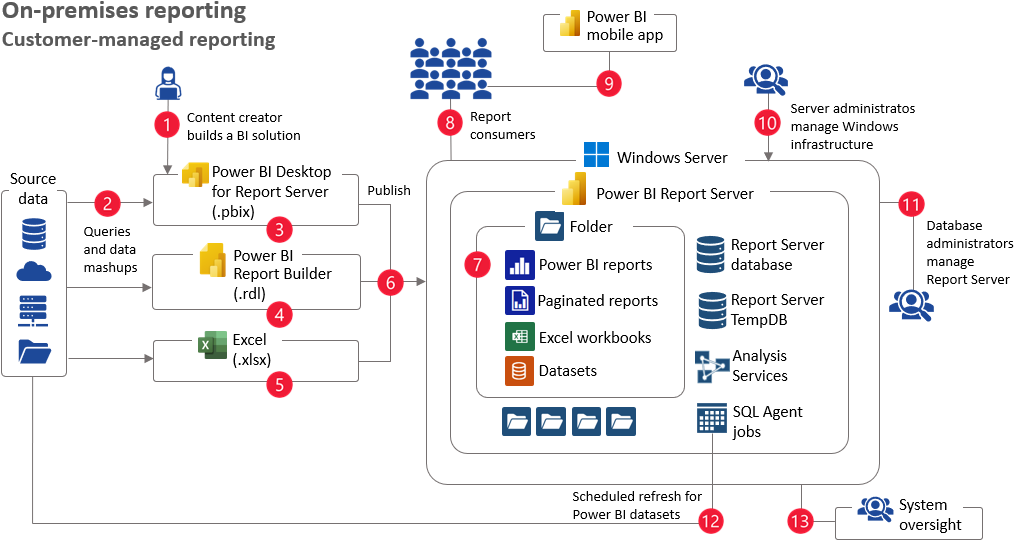 On-premises reporting
Customer-managed reporting
Power BI
mobile app
9
1
Content creator
builds a BI solution
8
Report
consumers
10
Server administratos
manage Windows
infrastructure
Windows Server
Source
data
2
Queries
and data
mashups
Power BI Desktop
for Report Server
(.pbix)
3
Publish
Power BI
Report Builder
(.rdl)
4
Excel
(.xlsx)
5
6
Power BI Report Server
7
Folder
Power BI reports
Paginated reports
Excel workbooks
Datasets
Report Server
database
Report Server
TempDB
Analysis
Services
SQL Agent
jobs
11
Database
administrators
manage
Report Server
Scheduled refresh for
Power BI datasets
12
13
System
oversight